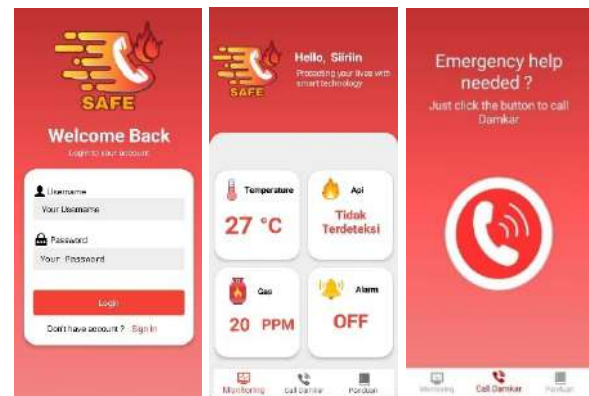 SAFE
Welcome Back
Login to your account
Username
Your Username
Password
Your Password
Login
Don't have account ? Sign in
SAFE
Hello, Siriin
Protecting your lives with
smart technology
Temperature
27 °C
Api
Tidak
Terdeteksi
Gas
20 PPM
Alarm
OFF
Monitoring
Call Damkar
Panduan
Emergency help
needed ?
Just click the button to call
Damkar
Monitoring
Call Damkar
Panduan